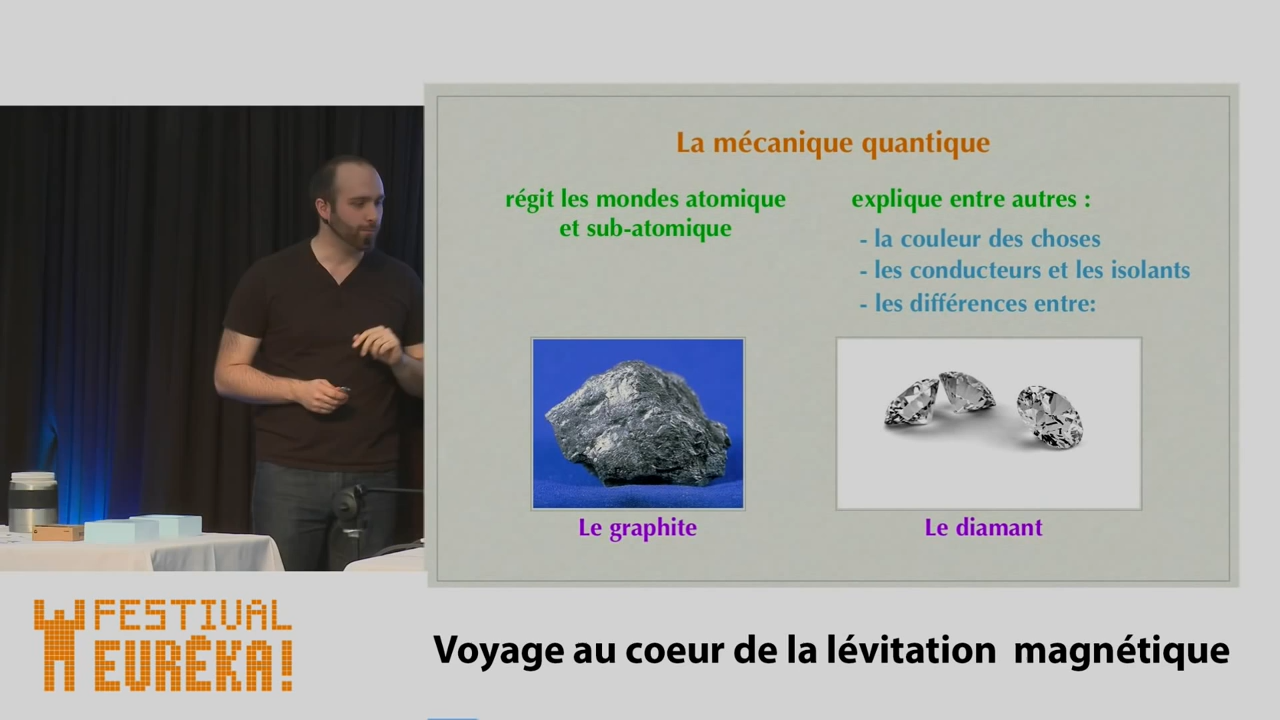 La mécanique quantique
régit les mondes atomique
et sub-atomique
explique entre autres :
- la couleur des choses
- les conducteurs et les isolants
- les différences entre:
Le graphite
Le diamant
FESTIVAL
EURÊKA!
Voyage au coeur de la lévitation magnétique